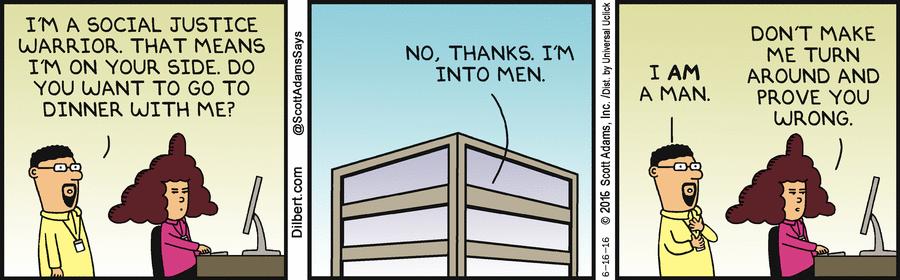 I'M A SOCIAL JUSTICE
WARRIOR. THAT MEANS
I'M ON YOUR SIDE. DO
YOU WANT TO GO TO
DINNER WITH ME?
Dilbert.com @ScottAdamsSays
NO, THANKS. I'M
INTO MEN.
6-16-16 © 2016 Scott Adams, Inc. /Dist. by Universal Uclick
I AM
A MAN.
DON'T MAKE
ME TURN
AROUND AND
PROVE YOU
WRONG.